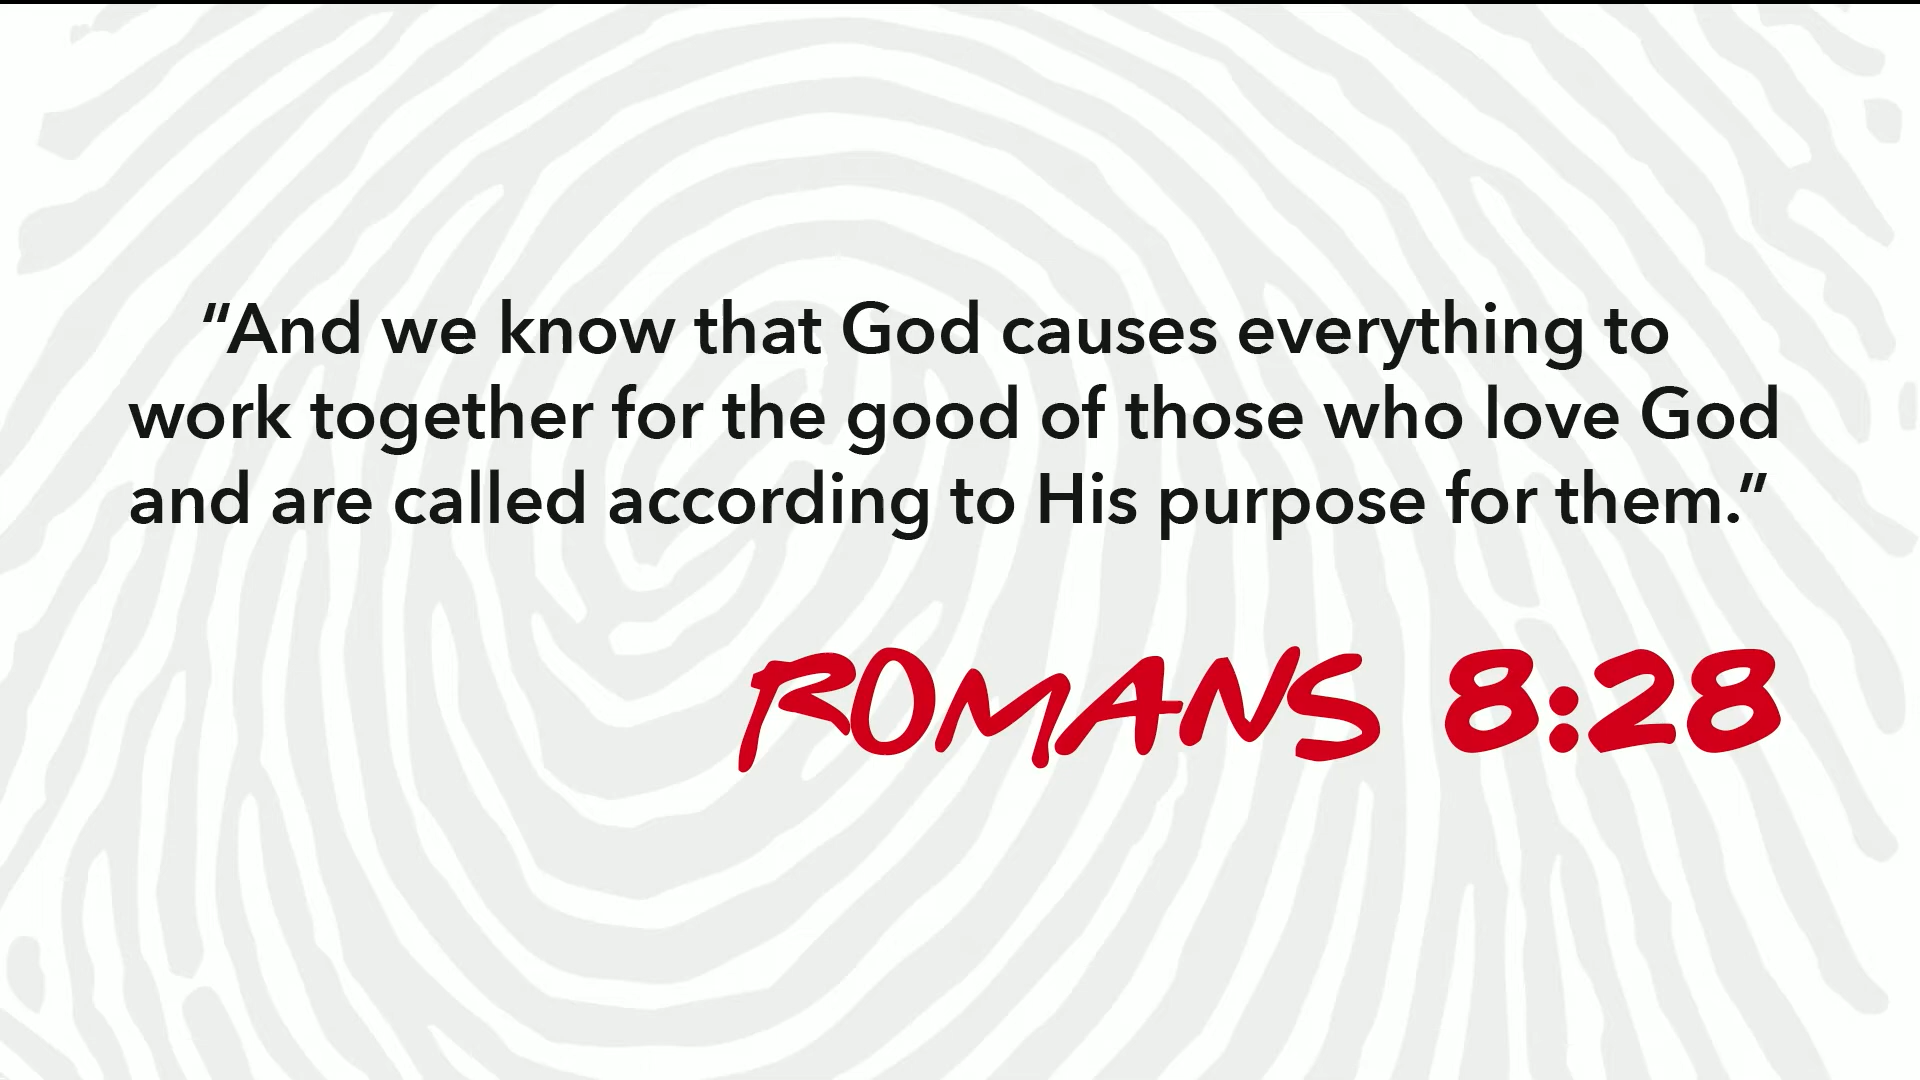 “And we know that God causes everything to
work together for the good of those who love God
and are called according to His purpose for them.”
ROMANS 8:28